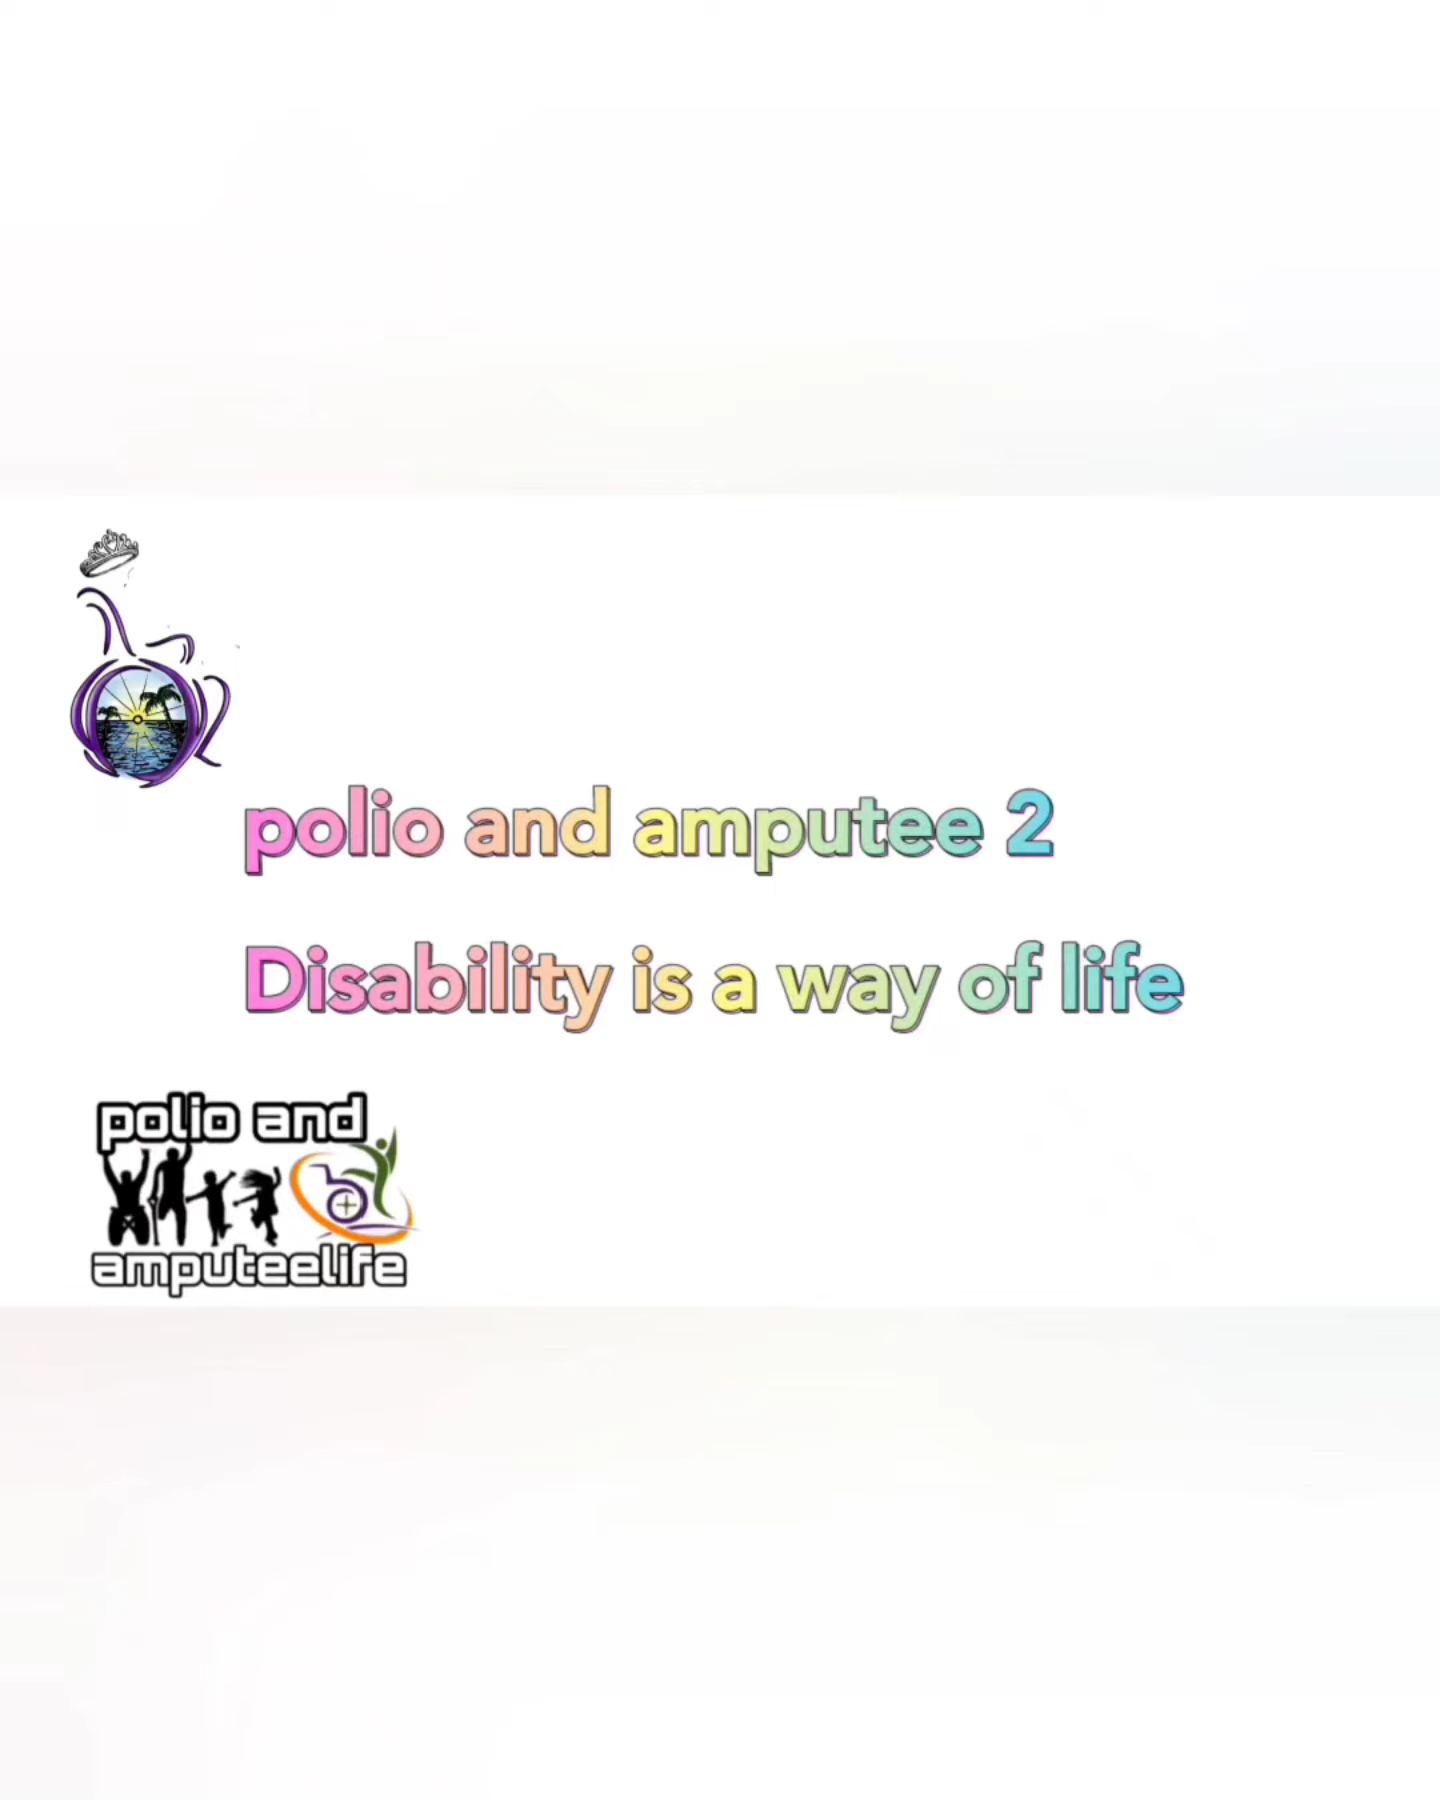 polio and amputee 2
Disability is a way of life
polio and
amputeelife